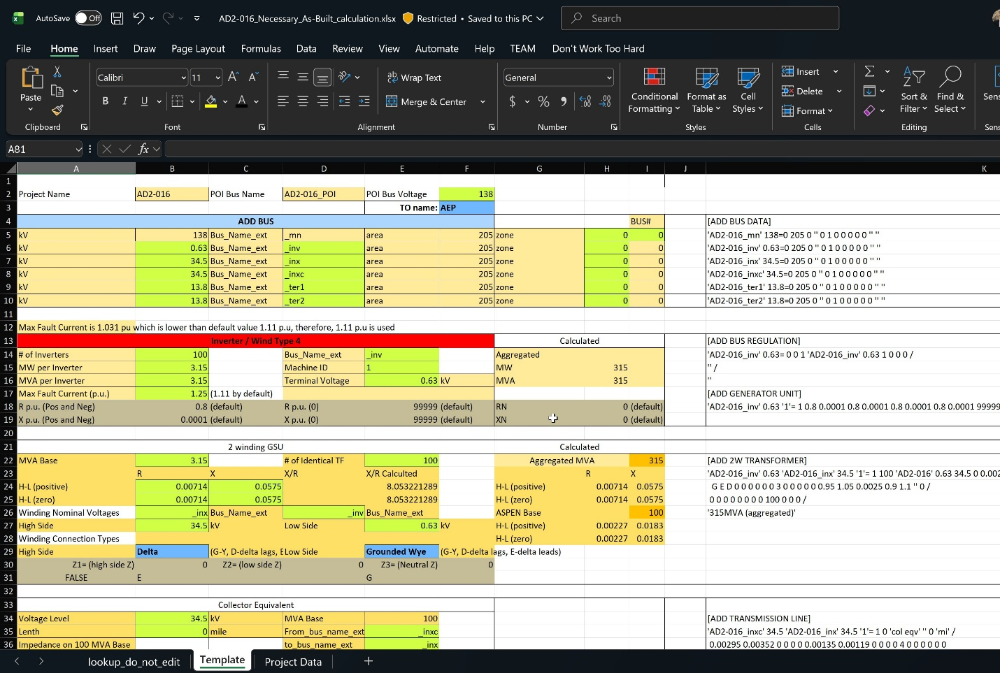 AutoSave Off AD2-016_Necessary_As-Built_calculation.xlsx Restricted • Saved to this PC Search
File Home Insert Draw Page Layout Formulas Data Review View Automate Help TEAM Don't Work Too Hard
Paste Calibri 11 Wrap Text General Conditional Formatting Format as Table Cell Styles Insert Delete Format Sort & Filter Find & Select Sens
B I U Merge & Center $ % 9
Clipboard Font Alignment Number Styles Cells Editing Sens
A81 fx
A B C D E F G H I J K
1
2 Project Name AD2-016 POI Bus Name AD2-016_POI POI Bus Voltage 138
3 TO name: AEP
4 ADD BUS BUS# [ADD BUS DATA]
5 kV 138 Bus_Name_ext _mn area 205 zone 0 0 'AD2-016_mn' 138=0 205 0 '' 0 1 0 0 0 0 0 '' ''
6 kV 0.63 Bus_Name_ext _inv area 205 zone 0 0 'AD2-016_inv' 0.63=0 205 0 '' 0 1 0 0 0 0 0 '' ''
7 kV 34.5 Bus_Name_ext _inx area 205 zone 0 0 'AD2-016_inx' 34.5=0 205 0 '' 0 1 0 0 0 0 0 '' ''
8 kV 34.5 Bus_Name_ext _inxc area 205 zone 0 0 'AD2-016_inxc' 34.5=0 205 0 '' 0 1 0 0 0 0 0 '' ''
9 kV 13.8 Bus_Name_ext _ter1 area 205 zone 0 0 'AD2-016_ter1' 13.8=0 205 0 '' 0 1 0 0 0 0 0 '' ''
10 kV 13.8 Bus_Name_ext _ter2 area 205 zone 0 0 'AD2-016_ter2' 13.8=0 205 0 '' 0 1 0 0 0 0 0 '' ''
11
12 Max Fault Current is 1.031 pu which is lower than default value 1.11 p.u, therefore, 1.11 p.u is used
13 Inverter / Wind Type 4 Calculated [ADD BUS REGULATION]
14 # of Inverters 100 Bus_Name_ext _inv Aggregated 'AD2-016_inv' 0.63= 0 0 1 'AD2-016_inv' 0.63 1 0 0 0 /
15 MW per Inverter 3.15 Machine ID 1 MW 315 '' /
16 MVA per Inverter 3.15 Terminal Voltage 0.63 kV MVA 315 ''
17 Max Fault Current (p.u.) 1.25 (1.11 by default) [ADD GENERATOR UNIT]
18 R p.u. (Pos and Neg) 0.8 (default) R p.u. (0) 99999 (default) RN 0 (default) 'AD2-016_inv' 0.63 '1'= 1 0.8 0.0001 0.8 0.0001 0.8 0.0001 0.8 0.0001 99999
19 X p.u. (Pos and Neg) 0.0001 (default) X p.u. (0) 99999 (default) XN 0 (default)
20
21 2 winding GSU Calculated
22 MVA Base 3.15 # of Identical TF 100 Aggregated MVA 315 [ADD 2W TRANSFORMER]
23 R X X/R X/R Calculted R X 'AD2-016_inv' 0.63 'AD2-016_inx' 34.5 '1'= 1 100 'AD2-016' 0.63 34.5 0 0.002
24 H-L (positive) 0.00714 0.0575 8.053221289 H-L (positive) 0.00714 0.0575 G E D 0 0 0 0 0 0 3 0 0 0 0 0 0.95 1.05 0.0025 0.9 1.1 '' 0 /
25 H-L (zero) 0.00714 0.0575 8.053221289 H-L (zero) 0.00714 0.0575 0 0 0 0 0 0 0 0 100 0 0 0 /
26 Winding Nominal Voltages _inx Bus_Name_ext _inv Bus_Name_ext ASPEN Base 100 '315MVA (aggregated)'
27 High Side 34.5 kV Low Side 0.63 kV H-L (positive) 0.00227 0.0183
28 Winding Connection Types H-L (zero) 0.00227 0.0183
29 High Side Delta (G-Y, D-delta lags, E Low Side Grounded Wye (G-Y, D-delta lags, E-delta leads)
30 Z1= (high side Z) 0 Z2= (low side Z) 0 Z3= (Neutral Z) 0
31 FALSE E G
32
33 Collector Equivalent
34 Voltage Level 34.5 kV MVA Base 100 [ADD TRANSMISSION LINE]
35 Lenth 0 mile From_bus_name_ext _inxc 'AD2-016_inxc' 34.5 'AD2-016_inx' 34.5 '1'= 1 0 'col eqv' '' 0 'mi' /
36 Impedance on 100 MVA Base to_bus_name_ext _inx 0.00295 0.00352 0 0 0 0 0.00135 0.00119 0 0 0 0 4 0 0 0 0 0 0
lookup_do_not_edit Template Project Data +